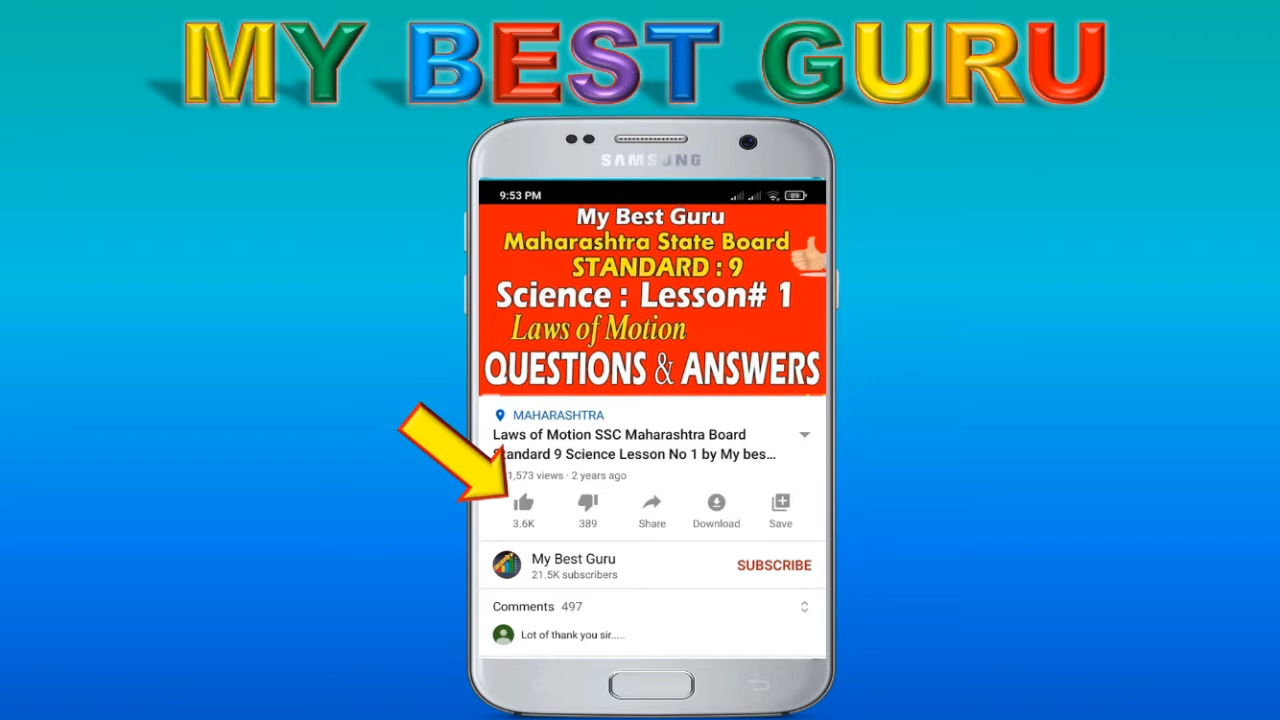 MY BEST GURU
SAMSUNG
9:53 PM
89
My Best Guru
Maharashtra State Board
STANDARD : 9
Science : Lesson# 1
Laws of Motion
QUESTIONS & ANSWERS
MAHARASHTRA
Laws of Motion SSC Maharashtra Board
Standard 9 Science Lesson No 1 by My bes...
1,573 views · 2 years ago
3.6K 389 Share Download Save
My Best Guru
SUBSCRIBE
21.5K subscribers
Comments 497
Lot of thank you sir.....